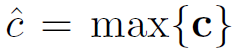 ĉ = max{𝐜}